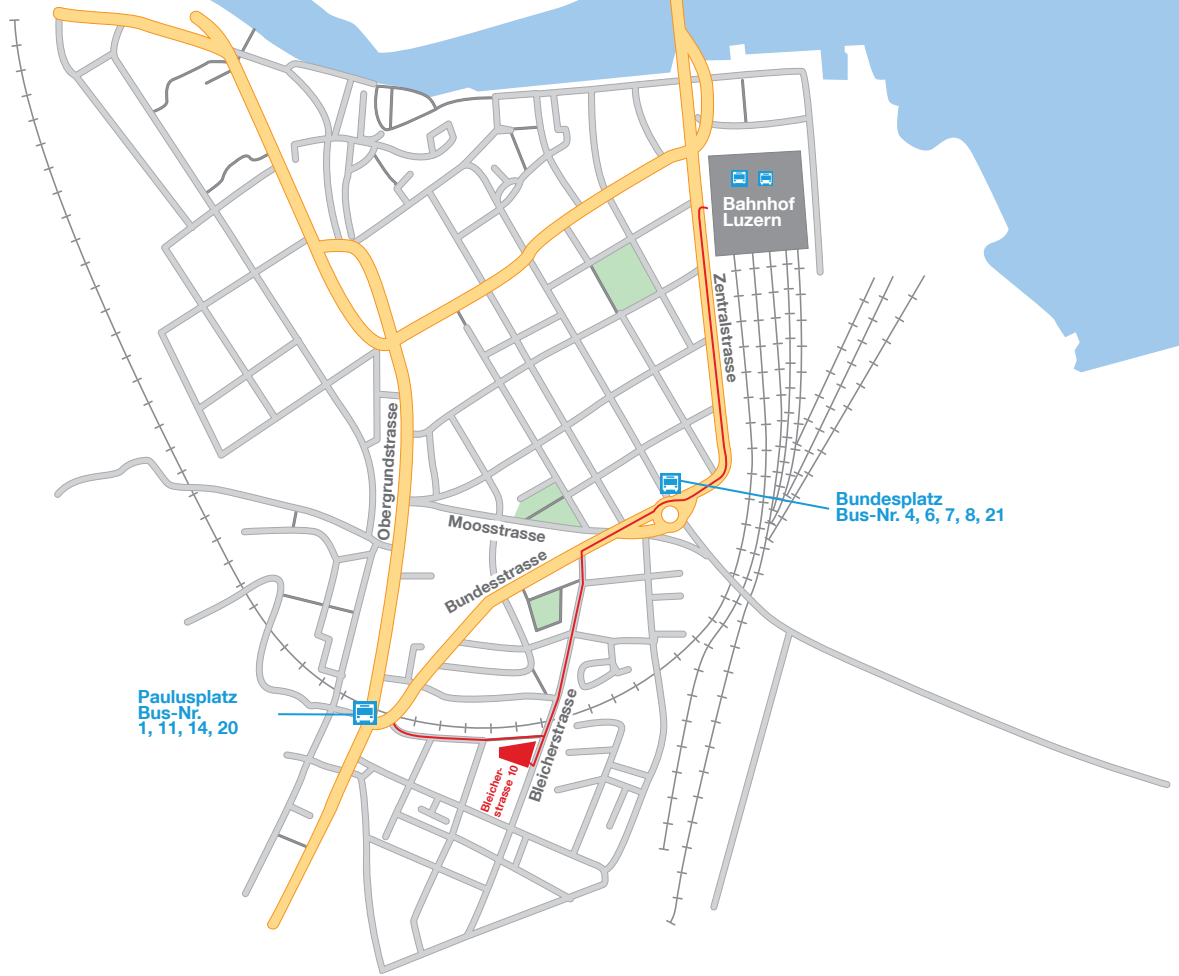 Bahnhof
Luzern
Zentralstrasse
Obergrundstrasse
Moosstrasse
Bundesstrasse
Bundesplatz
Bus-Nr. 4, 6, 7, 8, 21
Paulusplatz
Bus-Nr.
1, 11, 14, 20
Bleicherstrasse
Bleicher-
strasse 10